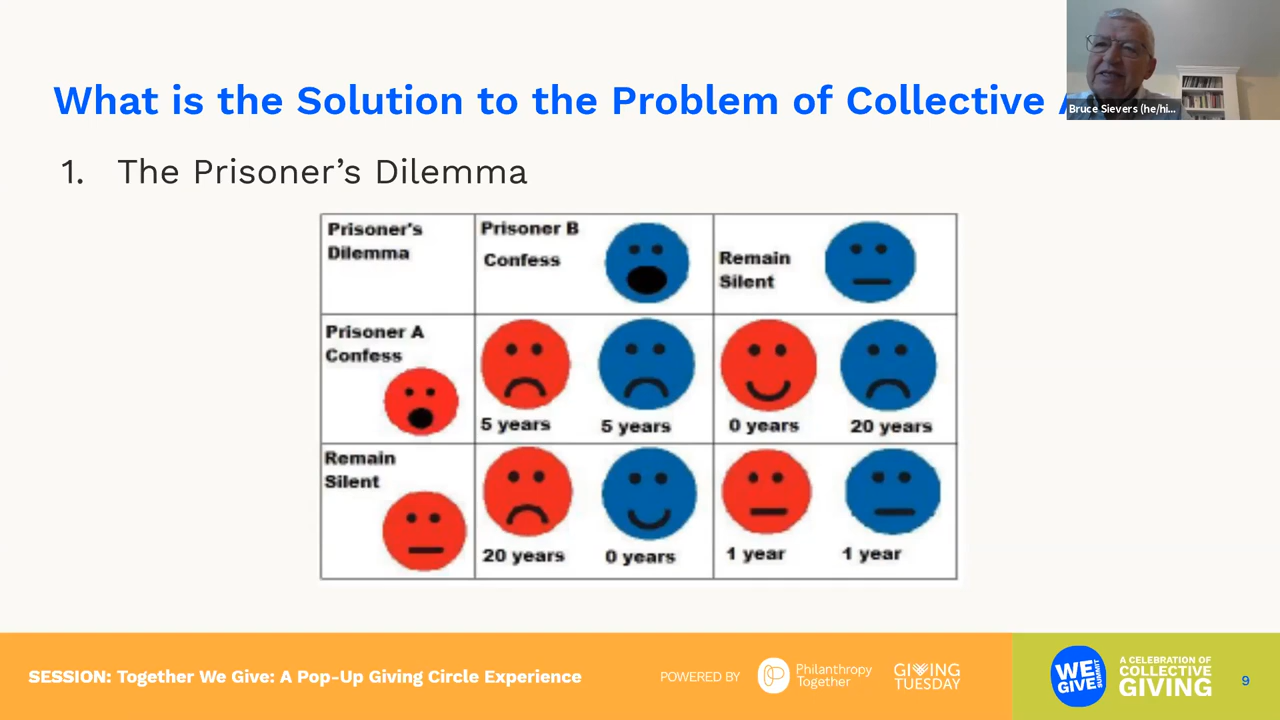 What is the Solution to the Problem of Collective
Bruce Sievers (he/hi...
1. The Prisoner's Dilemma
Prisoner's
Dilemma
Prisoner B
Confess
Remain
Silent
Prisoner A
Confess
5 years
5 years
0 years
20 years
Remain
Silent
20 years
0 years
1 year
1 year
SESSION: Together We Give: A Pop-Up Giving Circle Experience
POWERED BY
Philanthropy
Together
GIVING
TUESDAY
WE
GIVE
SUMMIT
A CELEBRATION OF
COLLECTIVE
GIVING
9